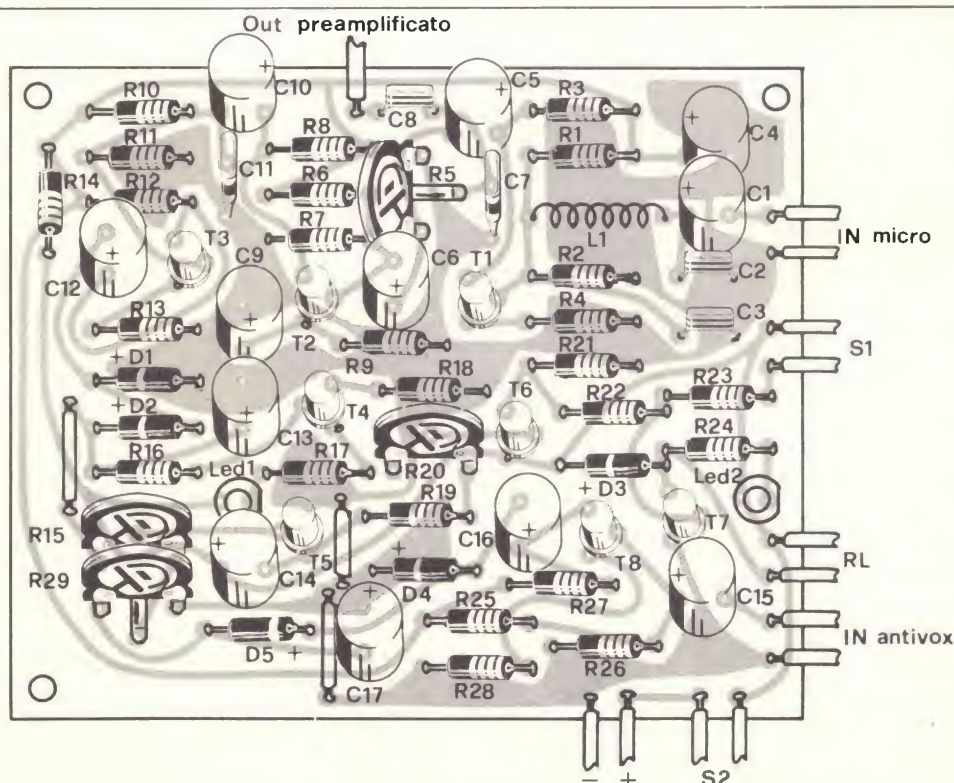 Out preamplificato
C10
C5
R10
R3
C8
R11
R8
R1
C4
R14
C11
R12
R6
R5
C7
C1
T3
R7
L1
IN micro
C12
C9
C6
T1
R2
C2
R13
T2
R4
C3
S1
+ D1
R9
R18
R21
+ D2
T4
T6
R22
R23
R16
C13
R17
R20
R24
Led1
Led2
R19
+ D3
R15
T5
C16
T7
C14
+
D4
T8
RL
R29
R27
C15
R25
IN antivox
D5 +
R26
C17
R28
− + S2